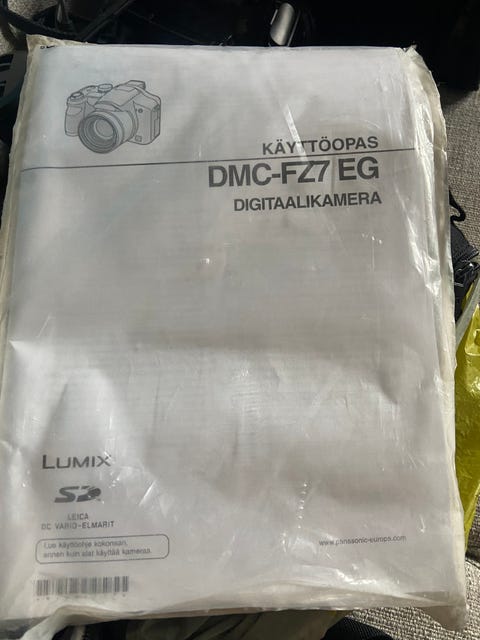 KÄYTTÖOPAS
DMC-FZ7 EG
DIGITAALIKAMERA
LUMIX
SD
LEICA
DC VARIO-ELMARIT
Lue käyttöohje kokonaan,
ennen kuin alat käyttää kameraa.
www.panasonic-europe.com